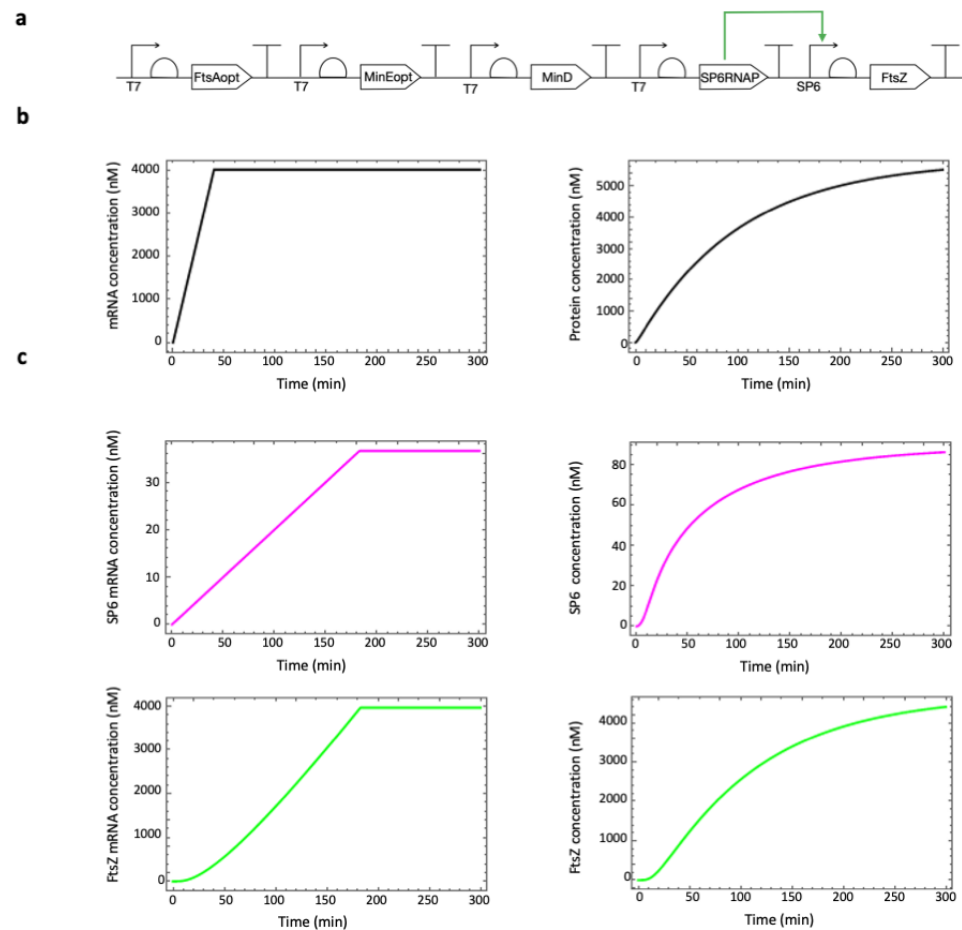 a
T7 FtsAopt T7 MinEopt T7 MinD T7 SP6RNAP SP6 FtsZ
b
mRNA concentration (nM)
4000
3000
2000
1000
0
0 50 100 150 200 250 300
Time (min)
Protein concentration (nM)
5000
4000
3000
2000
1000
0
0 50 100 150 200 250 300
Time (min)
c
SP6 mRNA concentration (nM)
30
20
10
0
0 50 100 150 200 250 300
Time (min)
SP6 concentration (nM)
80
60
40
20
0
0 50 100 150 200 250 300
Time (min)
FtsZ mRNA concentration (nM)
4000
3000
2000
1000
0
0 50 100 150 200 250 300
Time (min)
FtsZ concentration (nM)
4000
3000
2000
1000
0
0 50 100 150 200 250 300
Time (min)